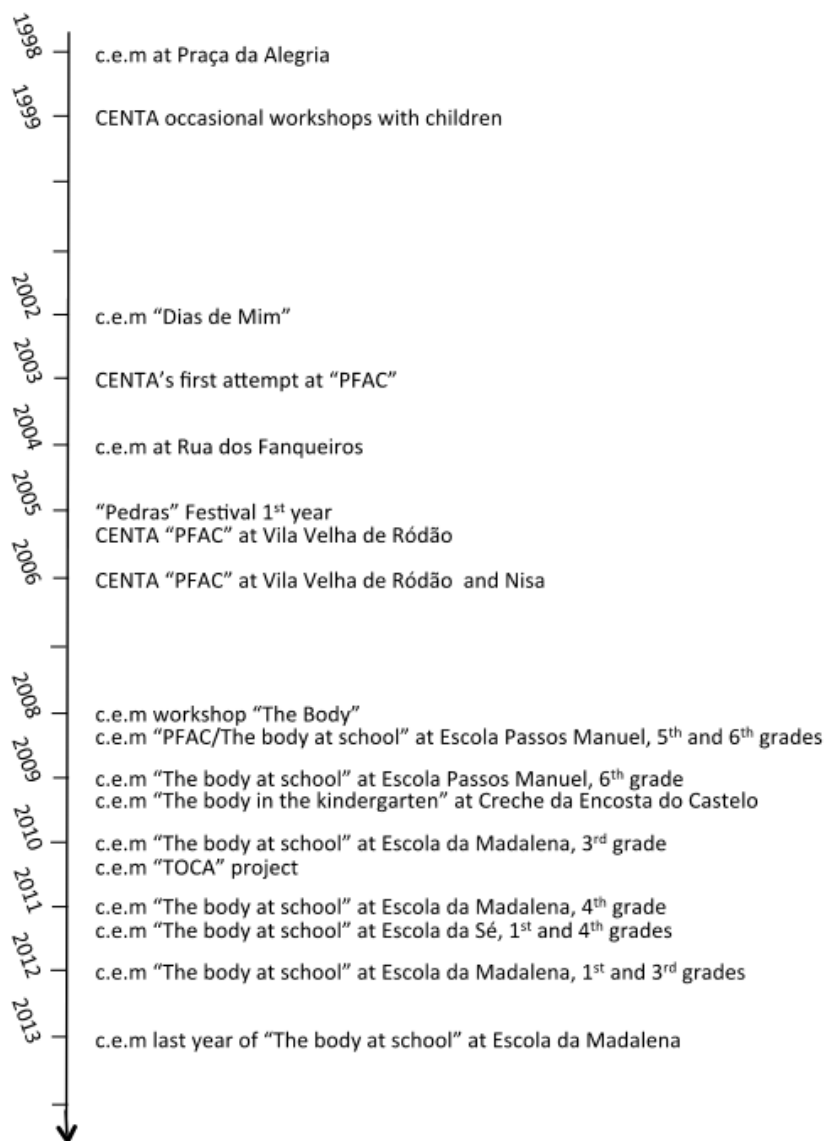 1998
c.e.m at Praça da Alegria
1999
CENTA occasional workshops with children
2002
c.e.m “Dias de Mim”
2003
CENTA’s first attempt at “PFAC”
2004
c.e.m at Rua dos Fanqueiros
2005
“Pedras” Festival 1st year
CENTA “PFAC” at Vila Velha de Ródão
2006
CENTA “PFAC” at Vila Velha de Ródão and Nisa
2008
c.e.m workshop “The Body”
c.e.m “PFAC/The body at school” at Escola Passos Manuel, 5th and 6th grades
2009
c.e.m “The body at school” at Escola Passos Manuel, 6th grade
c.e.m “The body in the kindergarten” at Creche da Encosta do Castelo
2010
c.e.m “The body at school” at Escola da Madalena, 3rd grade
c.e.m “TOCA” project
2011
c.e.m “The body at school” at Escola da Madalena, 4th grade
c.e.m “The body at school” at Escola da Sé, 1st and 4th grades
2012
c.e.m “The body at school” at Escola da Madalena, 1st and 3rd grades
2013
c.e.m last year of “The body at school” at Escola da Madalena